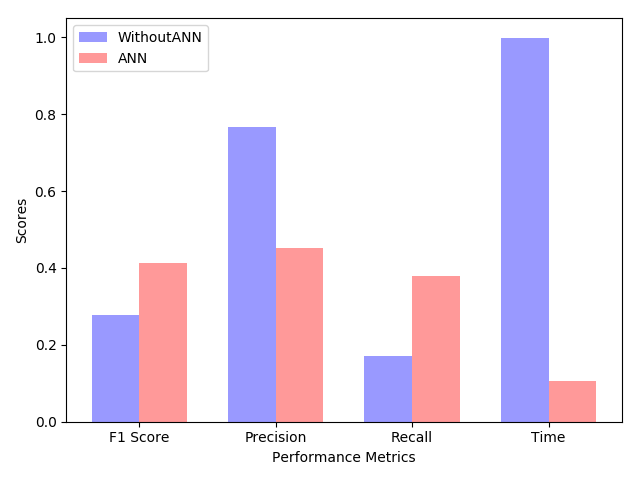 WithoutANN
ANN
1.0
0.8
0.6
0.4
0.2
0.0
Scores
F1 Score Precision Recall Time
Performance Metrics